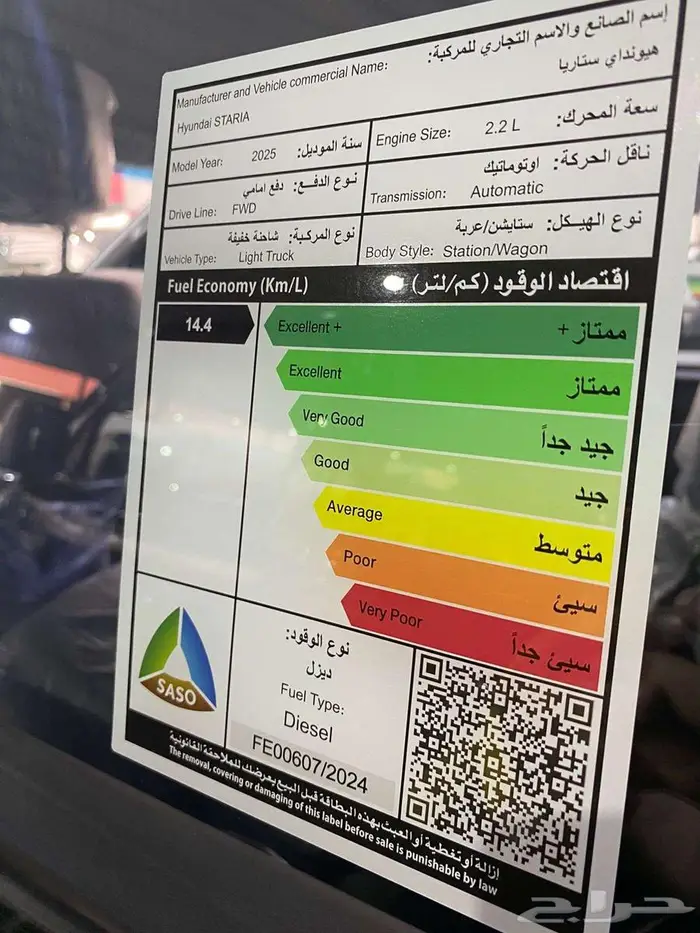 إسم الصانع والاسم التجاري للمركبة:
هيونداي ستاريا
Manufacturer and Vehicle commercial Name:
Hyundai STARIA
سعة المحرك:
Engine Size: 2.2 L
سنة الموديل:
Model Year: 2025
ناقل الحركة: اوتوماتيك
Transmission: Automatic
نوع الدفع: دفع امامي
Drive Line: FWD
نوع الهيكل: ستايشن/عربة
Body Style: Station/Wagon
نوع المركبة: شاحنة خفيفة
Vehicle Type: Light Truck
اقتصاد الوقود (كم/لتر)
Fuel Economy (Km/L)
14.4
Excellent + ممتاز +
Excellent ممتاز
Very Good جيد جداً
Good جيد
Average متوسط
Poor سيئ
Very Poor سيئ جداً
SASO
نوع الوقود:
ديزل
Fuel Type:
Diesel
FE00607/2024
إزالة أو تغطية أو العبث بهذه البطاقة قبل البيع يعرضك للملاحقة القانونية
The removal, covering or damaging of this label before sale is punishable by law
حراج